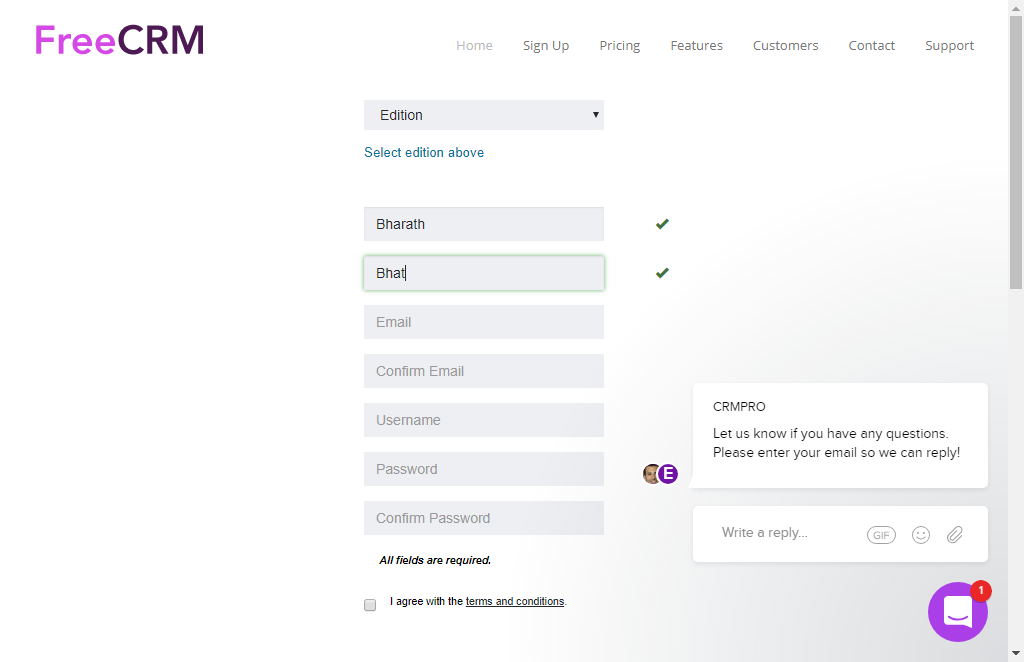 FreeCRM
Home Sign Up Pricing Features Customers Contact Support
Edition
Select edition above
Bharath
Bhat
Email
Confirm Email
Username
Password
Confirm Password
All fields are required.
I agree with the terms and conditions.
CRMPRO
Let us know if you have any questions.
Please enter your email so we can reply!
E
Write a reply...
GIF
1